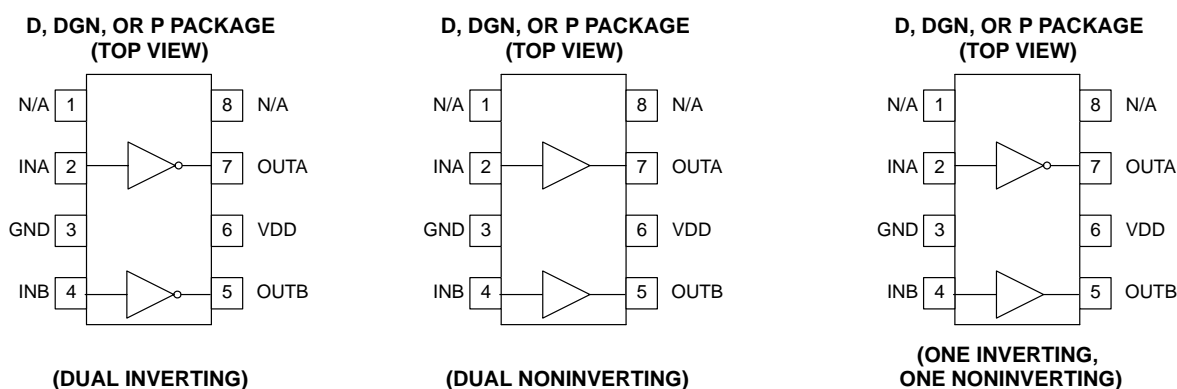 D, DGN, OR P PACKAGE
(TOP VIEW)
N/A 1 8 N/A
INA 2 7 OUTA
GND 3 6 VDD
INB 4 5 OUTB
(DUAL INVERTING)
D, DGN, OR P PACKAGE
(TOP VIEW)
N/A 1 8 N/A
INA 2 7 OUTA
GND 3 6 VDD
INB 4 5 OUTB
(DUAL NONINVERTING)
D, DGN, OR P PACKAGE
(TOP VIEW)
N/A 1 8 N/A
INA 2 7 OUTA
GND 3 6 VDD
INB 4 5 OUTB
(ONE INVERTING,
ONE NONINVERTING)